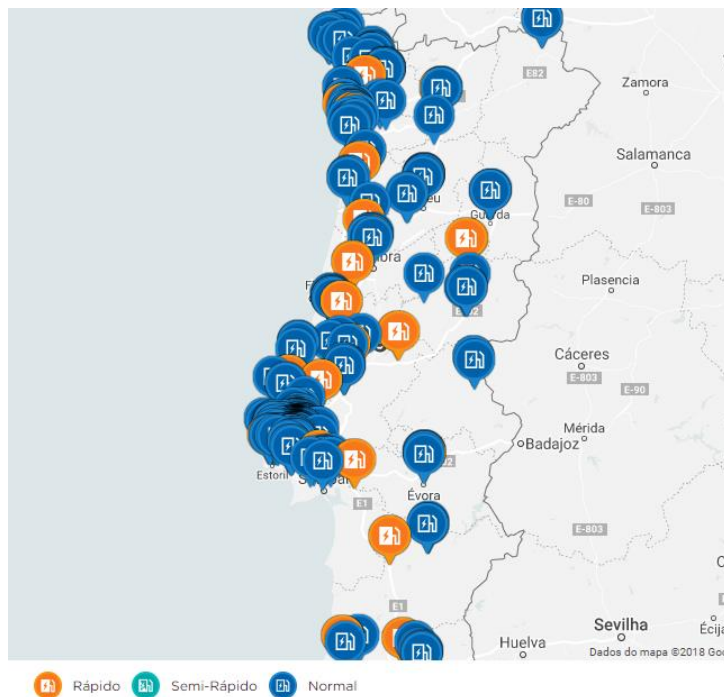 E82
Zamora
Salamanca
Guarda
E-80
E-803
Plasencia
Cáceres
E-803
E-90
Mérida
Badajoz
Estoril
Évora
E1
E-803
E1
Sevilha
Huelva
Dados do mapa ©2018 Goo
Rápido Semi-Rápido Normal